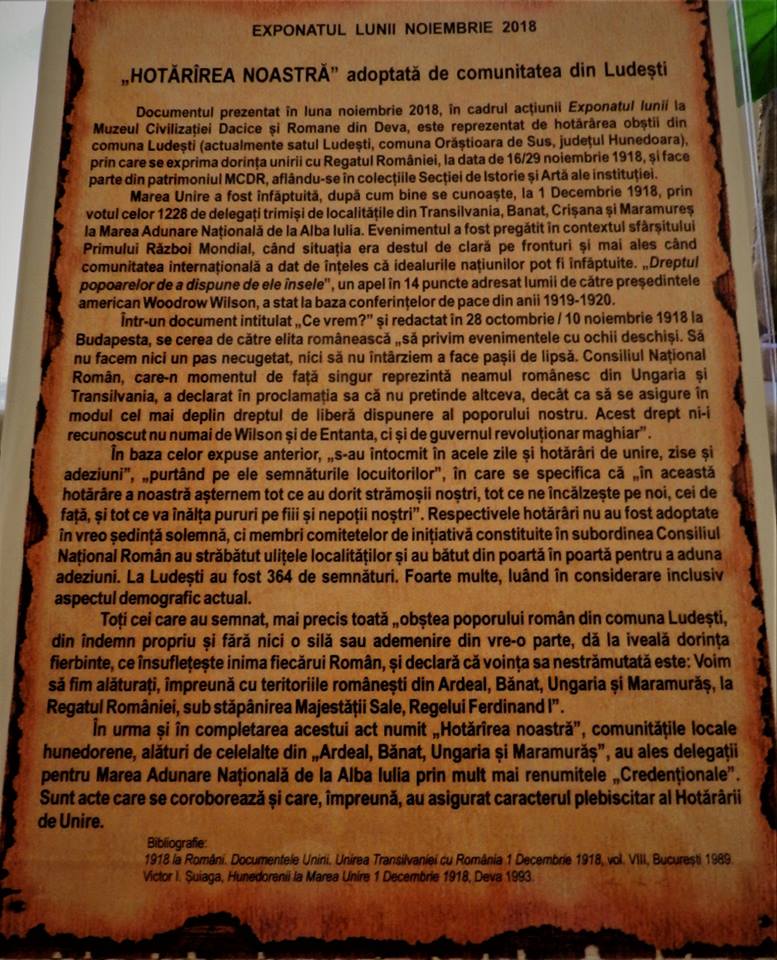 EXPONATUL LUNII NOIEMBRIE 2018
„HOTĂRÎREA NOASTRĂ” adoptată de comunitatea din Ludești
Documentul prezentat în luna noiembrie 2018, în cadrul acțiunii Exponatul lunii la
Muzeul Civilizației Dacice și Romane din Deva, este reprezentat de hotărârea obștii din
comuna Ludești (actualmente satul Ludești, comuna Orăștioara de Sus, județul Hunedoara),
prin care se exprima dorința unirii cu Regatul României, la data de 16/29 noiembrie 1918, și face
parte din patrimoniul MCDR, aflându-se în colecțiile Secției de Istorie și Artă ale instituției.
Marea Unire a fost înfăptuită, după cum bine se cunoaște, la 1 Decembrie 1918, prin
votul celor 1228 de delegați trimiși de localitățile din Transilvania, Banat, Crișana și Maramureș
la Marea Adunare Națională de la Alba Iulia. Evenimentul a fost pregătit în contextul sfârșitului
Primului Război Mondial, când situația era destul de clară pe fronturi și mai ales când
comunitatea internațională a dat de înțeles că idealurile națiunilor pot fi înfăptuite. „Dreptul
popoarelor de a dispune de ele însele”, un apel în 14 puncte adresat lumii de către președintele
american Woodrow Wilson, a stat la baza conferințelor de pace din anii 1919-1920.
Într-un document intitulat „Ce vrem?” și redactat în 28 octombrie / 10 noiembrie 1918 la
Budapesta, se cerea de către elita românească „să privim evenimentele cu ochii deschiși. Să
nu facem nici un pas necugetat, nici să nu întârziem a face pașii de lipsă. Consiliul Național
Român, care-n momentul de față singur reprezintă neamul românesc din Ungaria și
Transilvania, a declarat în proclamația sa că nu pretinde altceva, decât ca să se asigure în
modul cel mai deplin dreptul de liberă dispunere al poporului nostru. Acest drept ni-i
recunoscut nu numai de Wilson și de Entanta, ci și de guvernul revoluționar maghiar”.
În baza celor expuse anterior, „s-au întocmit în acele zile și hotărâri de unire, zise și
adeziuni”, „purtând pe ele semnăturile locuitorilor”, în care se specifica că „în această
hotărâre a noastră așternem tot ce au dorit strămoșii noștri, tot ce ne încălzește pe noi, cei de
față, și tot ce va înălța pururi pe fiii și nepoții noștri”. Respectivele hotărâri nu au fost adoptate
în vreo ședință solemnă, ci membri comitetelor de inițiativă constituite în subordinea Consiliul
Național Român au străbătut ulițele localităților și au bătut din poartă în poartă pentru a aduna
adeziuni. La Ludești au fost 364 de semnături. Foarte multe, luând în considerare inclusiv
aspectul demografic actual.
Toți cei care au semnat, mai precis toată „obștea poporului român din comuna Ludești,
din îndemn propriu și fără nici o silă sau ademenire din vre-o parte, dă la iveală dorința
fierbinte, ce însuflețește inima fiecărui Român, și declară că voința sa nestrămutată este: Voim
să fim alăturați, împreună cu teritoriile românești din Ardeal, Bănat, Ungaria și Maramurăș, la
Regatul României, sub stăpânirea Majestății Sale, Regelui Ferdinand I”.
În urma și în completarea acestui act numit „Hotărîrea noastră”, comunitățile locale
hunedorene, alături de celelalte din „Ardeal, Bănat, Ungaria și Maramurăș”, au ales delegații
pentru Marea Adunare Națională de la Alba Iulia prin mult mai renumitele „Credenționale”.
Sunt acte care se coroborează și care, împreună, au asigurat caracterul plebiscitar al Hotărârii
de Unire.
Bibliografie:
1918 la Români. Documentele Unirii. Unirea Transilvaniei cu România 1 Decembrie 1918, vol. VIII, București 1989.
Victor I. Șuiaga, Hunedorenii la Marea Unire 1 Decembrie 1918, Deva 1993.